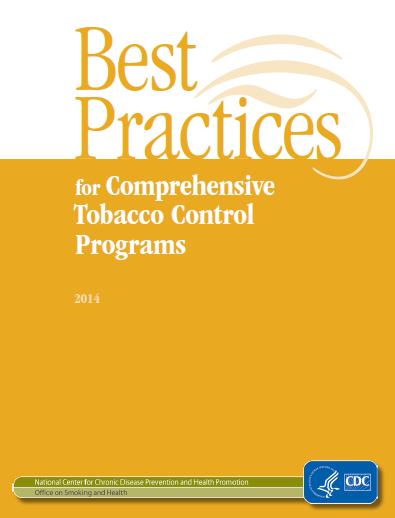 Best
Practices
for Comprehensive
Tobacco Control
Programs
2014
National Center for Chronic Disease Prevention and Health Promotion
Office on Smoking and Health
CDC